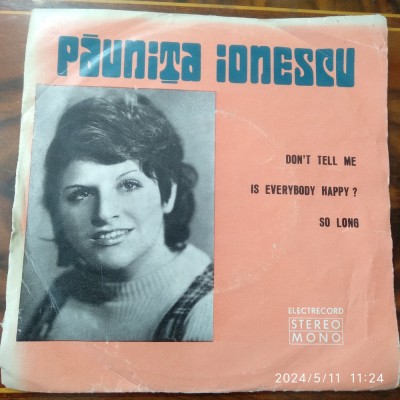 Păunița ionescu
DON'T TELL ME
IS EVERYBODY HAPPY?
SO LONG
ELECTRECORD
STEREO
MONO
2024/5/11 11:24